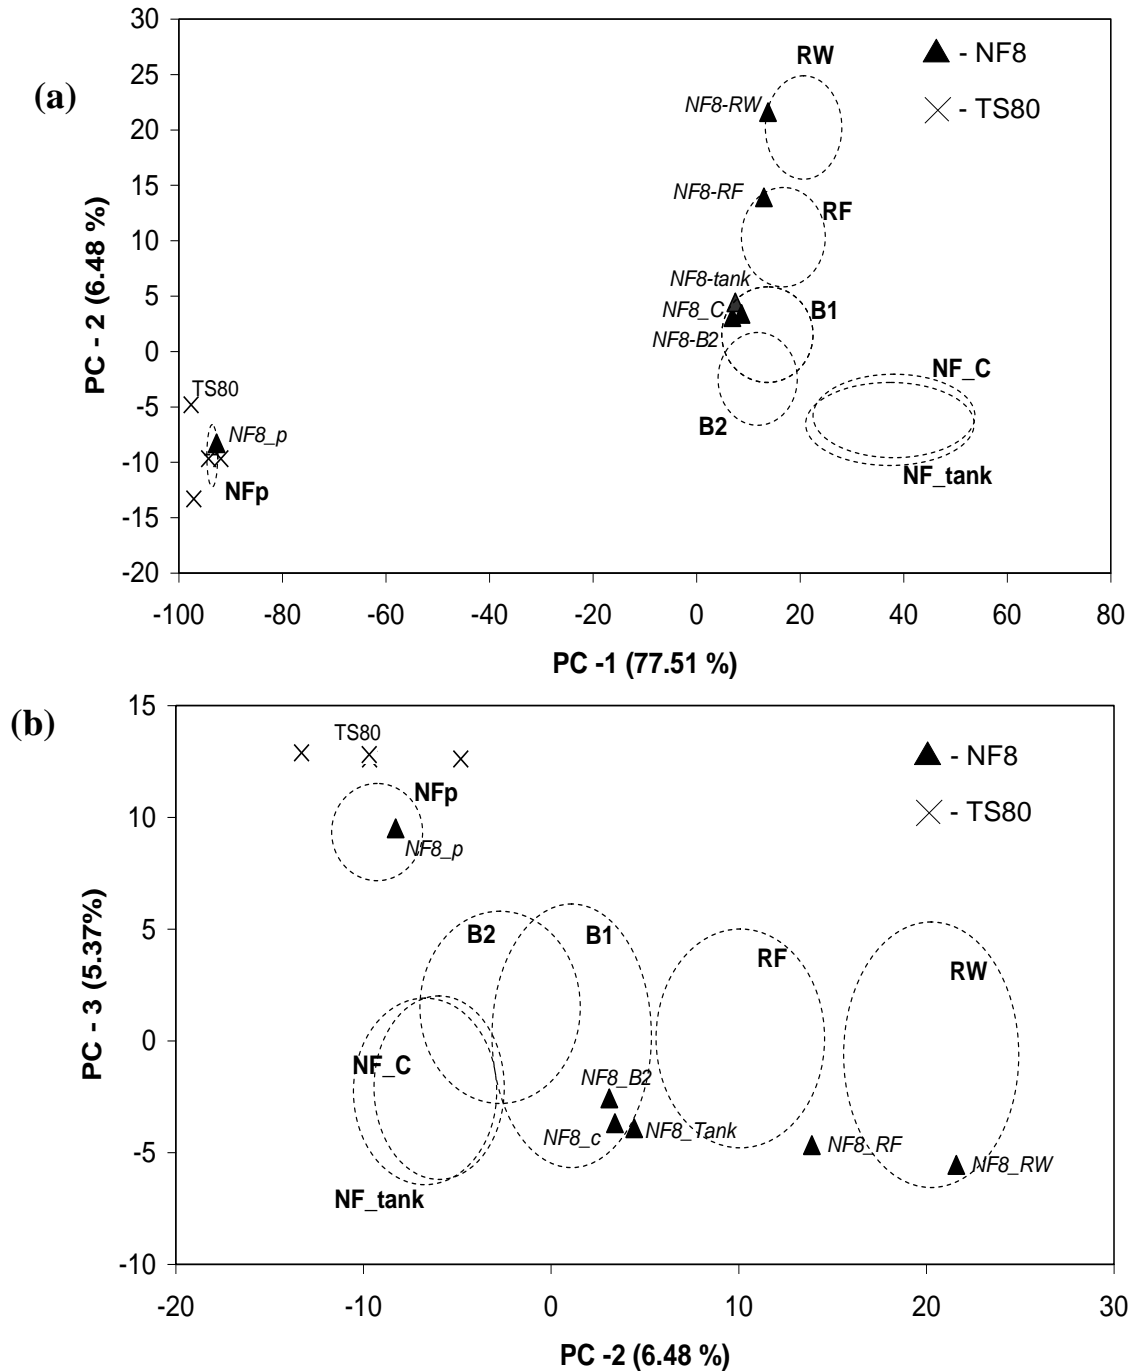 (a)
30
25
20
15
10
5
0
-5
-10
-15
-20
PC - 2 (6.48 %)
RW
NF8-RW
- NF8
- TS80
NF8-RF
RF
NF8-tank
NF8_C
B1
NF8-B2
NF_C
B2
TS80
NF8_p
NFp
NF_tank
-100 -80 -60 -40 -20 0 20 40 60 80
PC -1 (77.51 %)
(b)
15
10
5
0
-5
-10
PC - 3 (5.37%)
TS80
- NF8
NFp
- TS80
NF8_p
B2
B1
RF
RW
NF_C
NF8_B2
NF8_c
NF8_Tank
NF8_RF
NF8_RW
NF_tank
-20 -10 0 10 20 30
PC -2 (6.48 %)